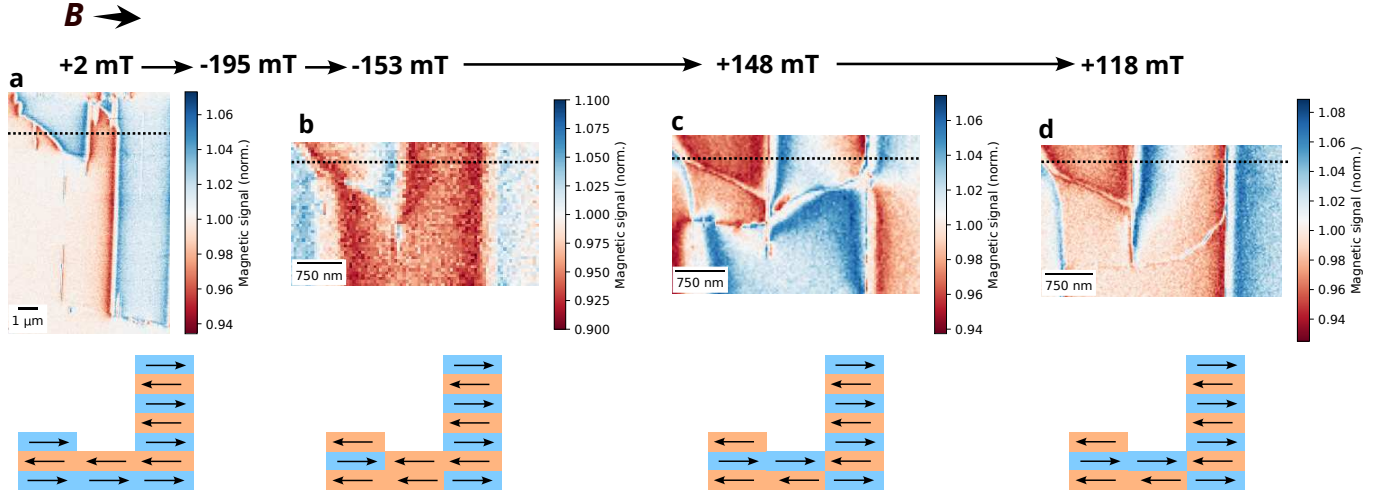 B
+2 mT
-195 mT
-153 mT
+148 mT
+118 mT
a
1.06
1.04
1.02
1.00
0.98
0.96
0.94
Magnetic signal (norm.)
1 μm
b
1.100
1.075
1.050
1.025
1.000
0.975
0.950
0.925
0.900
Magnetic signal (norm.)
750 nm
c
1.06
1.04
1.02
1.00
0.98
0.96
0.94
Magnetic signal (norm.)
750 nm
d
1.08
1.06
1.04
1.02
1.00
0.98
0.96
0.94
Magnetic signal (norm.)
750 nm